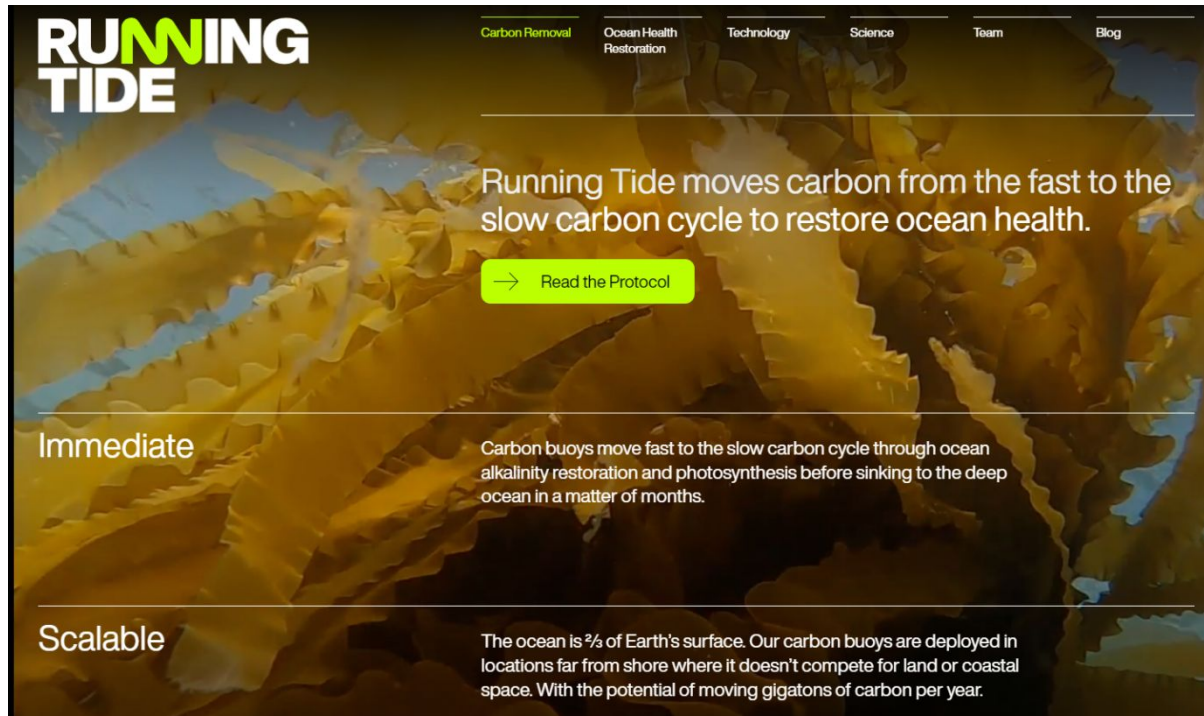 RUNNING
TIDE
Carbon Removal
Ocean Health
Restoration
Technology
Science
Team
Blog
Running Tide moves carbon from the fast to the
slow carbon cycle to restore ocean health.
→ Read the Protocol
Immediate
Carbon buoys move fast to the slow carbon cycle through ocean
alkalinity restoration and photosynthesis before sinking to the deep
ocean in a matter of months.
Scalable
The ocean is ⅔ of Earth's surface. Our carbon buoys are deployed in
locations far from shore where it doesn't compete for land or coastal
space. With the potential of moving gigatons of carbon per year.